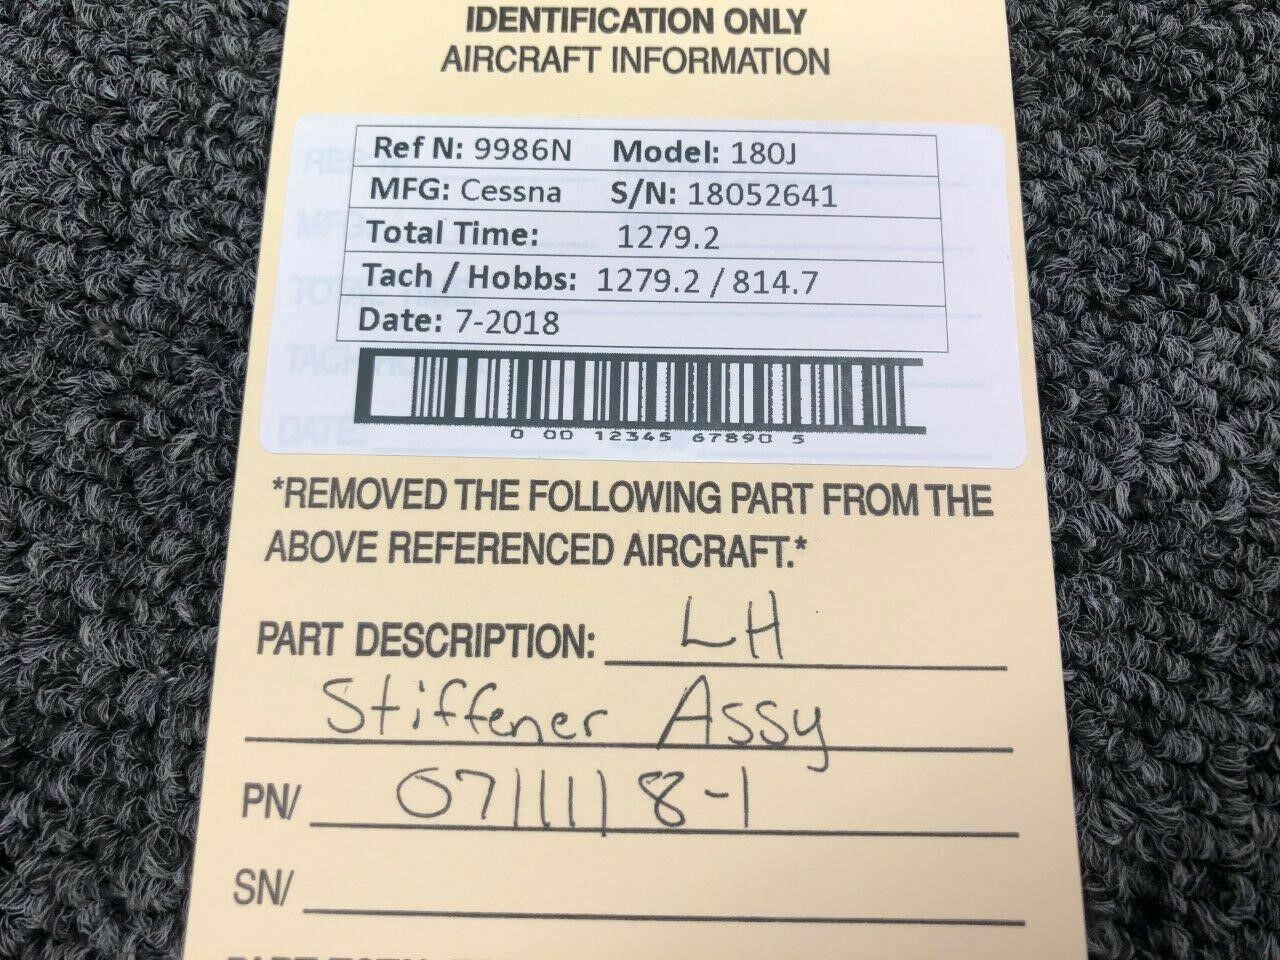 IDENTIFICATION ONLY
AIRCRAFT INFORMATION
Ref N: 9986N Model: 180J
MFG: Cessna S/N: 18052641
Total Time: 1279.2
Tach / Hobbs: 1279.2 / 814.7
Date: 7-2018
0 00 12345 67890 5
*REMOVED THE FOLLOWING PART FROM THE
ABOVE REFERENCED AIRCRAFT.*
PART DESCRIPTION: LH
Stiffener Assy
PN/ 0711118-1
SN/